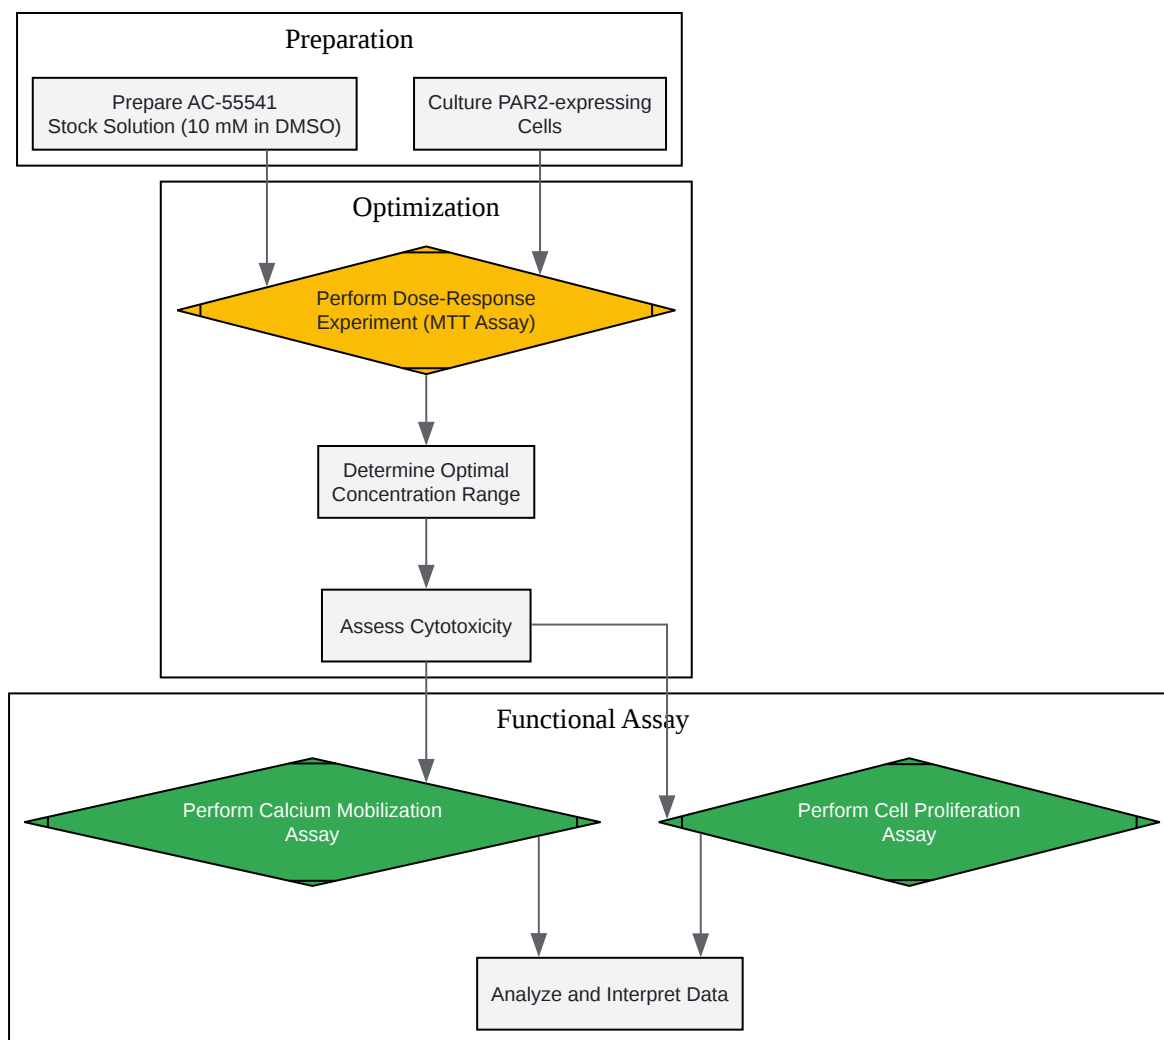 Preparation
Prepare AC-55541
Stock Solution (10 mM in DMSO)
Culture PAR2-expressing
Cells
Optimization
Perform Dose-Response
Experiment (MTT Assay)
Determine Optimal
Concentration Range
Assess Cytotoxicity
Functional Assay
Perform Calcium Mobilization
Assay
Perform Cell Proliferation
Assay
Analyze and Interpret Data